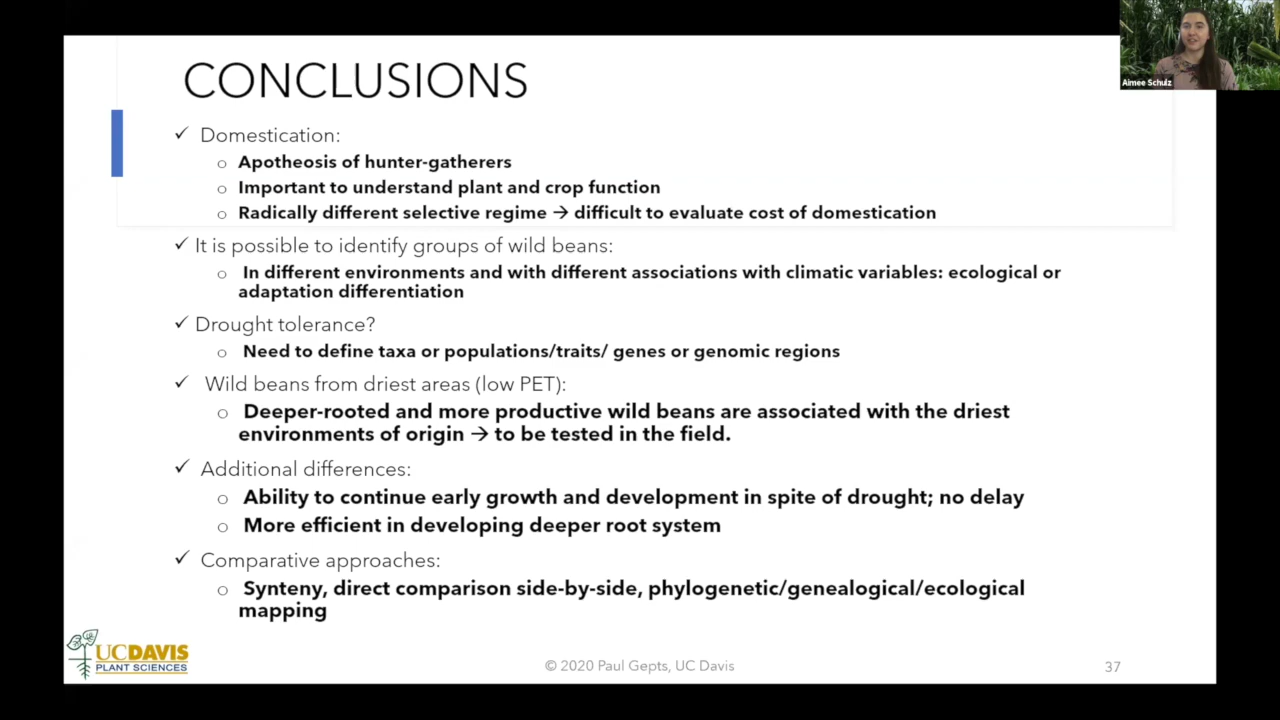 Aimee Schulz
CONCLUSIONS
✓ Domestication:
o Apotheosis of hunter-gatherers
o Important to understand plant and crop function
o Radically different selective regime → difficult to evaluate cost of domestication
✓ It is possible to identify groups of wild beans:
o In different environments and with different associations with climatic variables: ecological or
adaptation differentiation
✓ Drought tolerance?
o Need to define taxa or populations/traits/ genes or genomic regions
✓ Wild beans from driest areas (low PET):
o Deeper-rooted and more productive wild beans are associated with the driest
environments of origin → to be tested in the field.
✓ Additional differences:
o Ability to continue early growth and development in spite of drought; no delay
o More efficient in developing deeper root system
✓ Comparative approaches:
o Synteny, direct comparison side-by-side, phylogenetic/genealogical/ecological
mapping
UCDAVIS
PLANT SCIENCES
© 2020 Paul Gepts, UC Davis
37